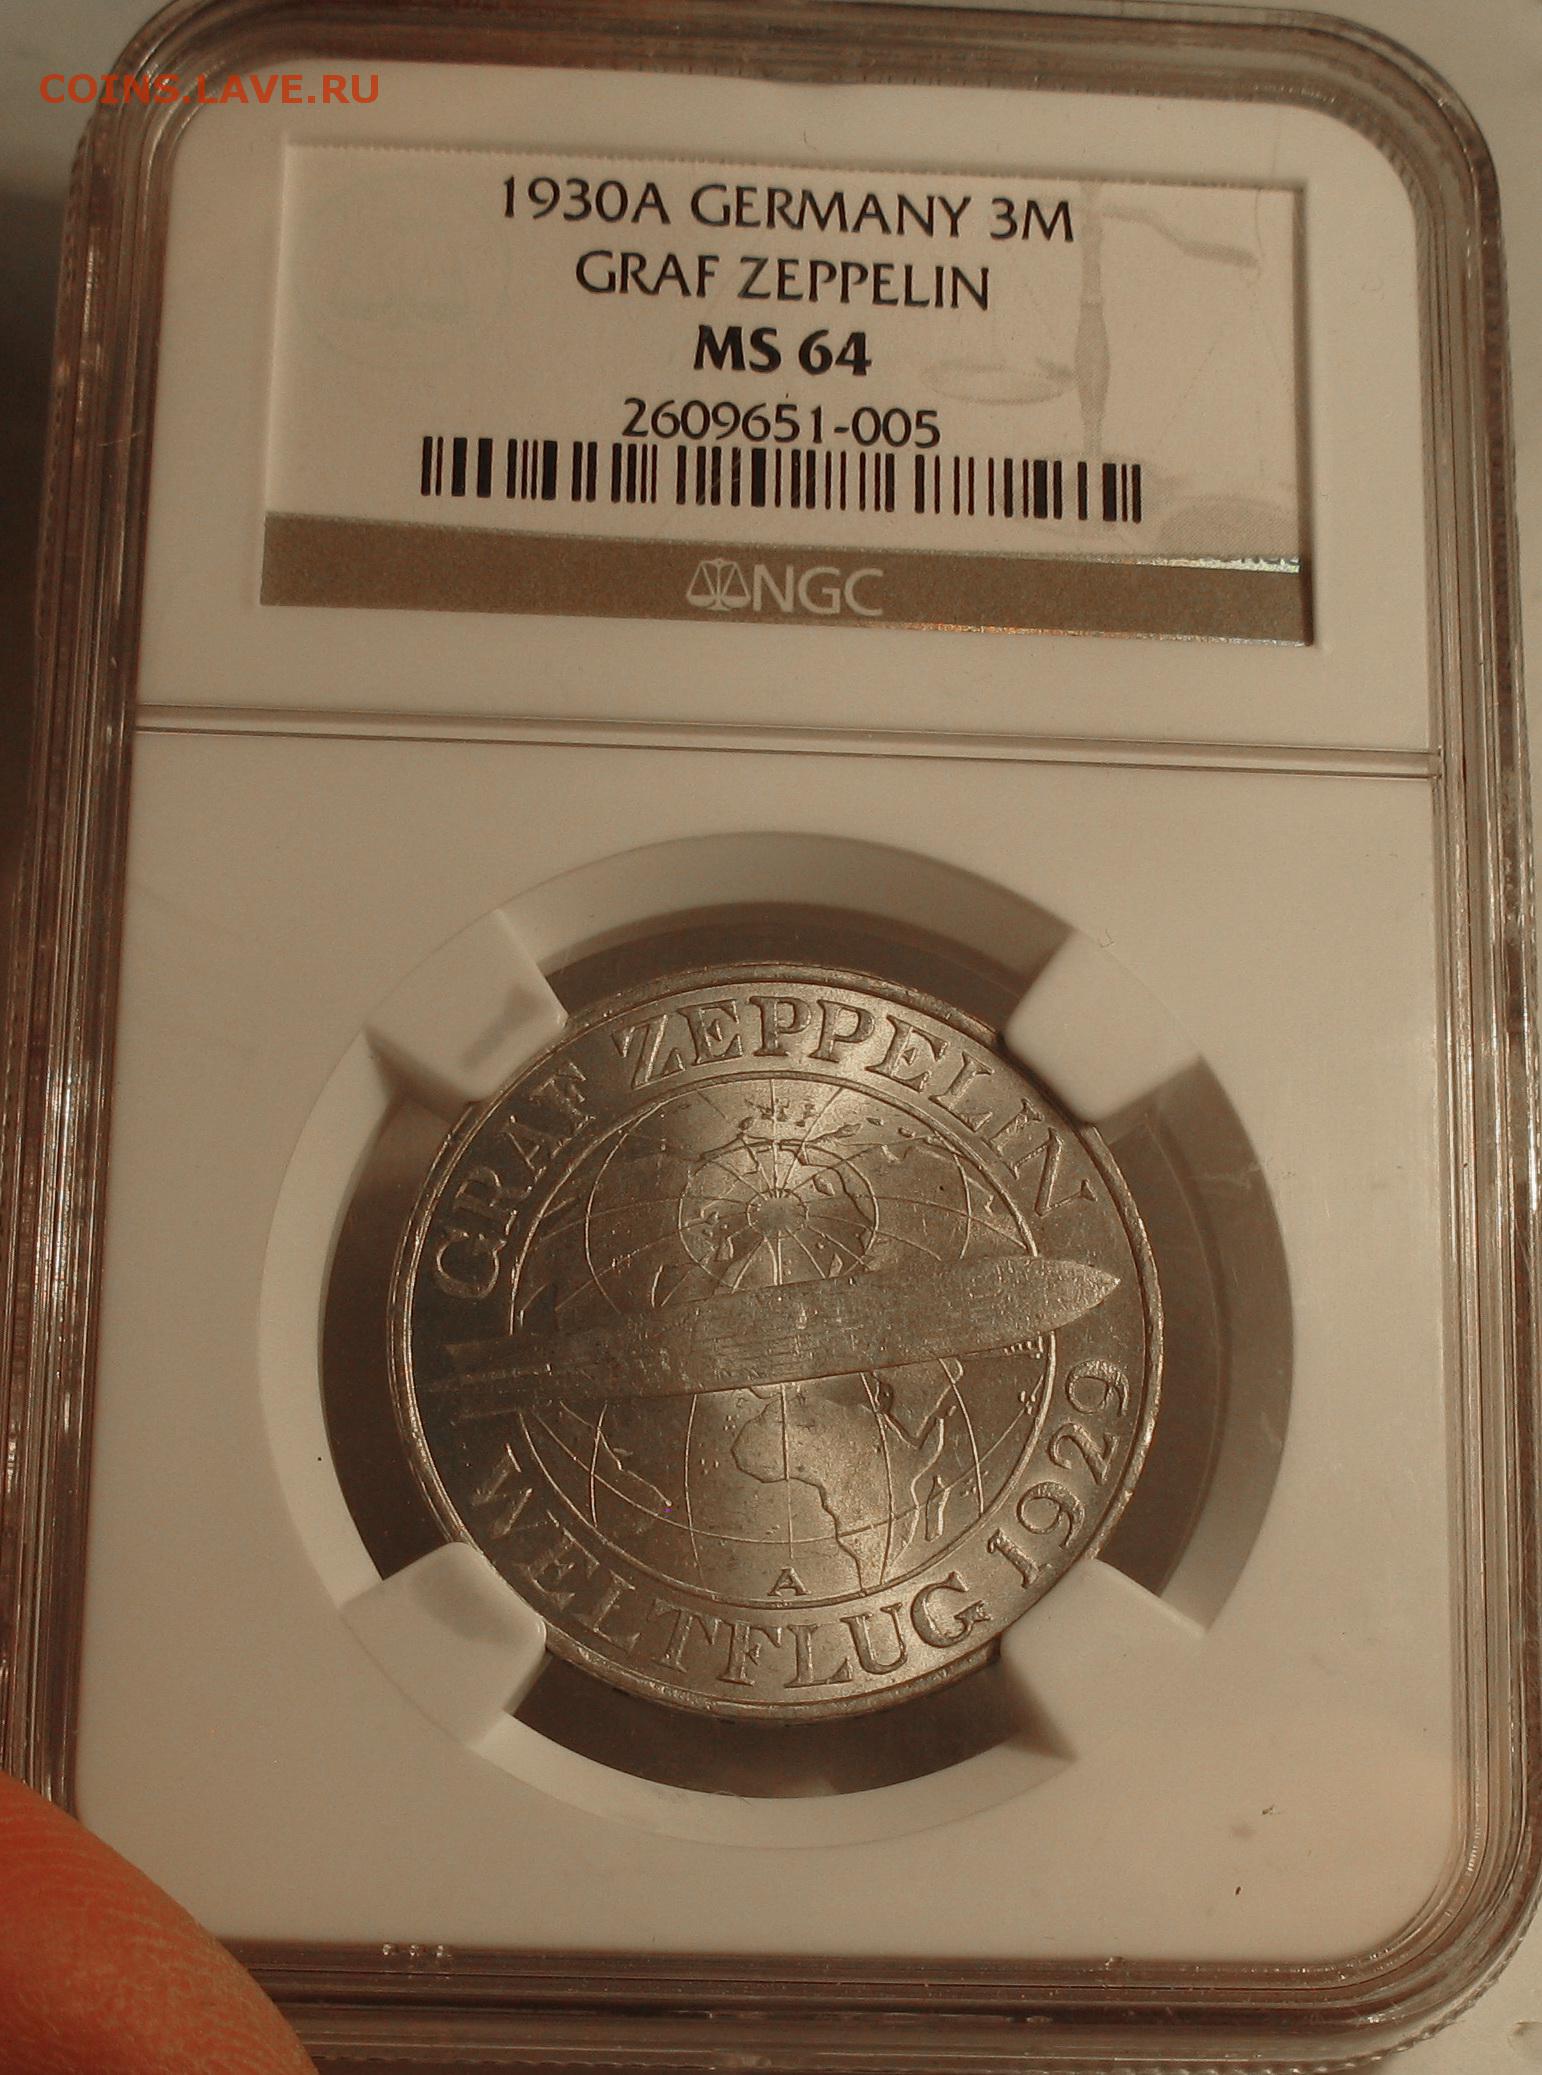 COINS.LAVE.RU
1930A GERMANY 3M
GRAF ZEPPELIN
MS 64
2609651-005
NGC
GRAF ZEPPELIN
A
WELTFLUG 1929